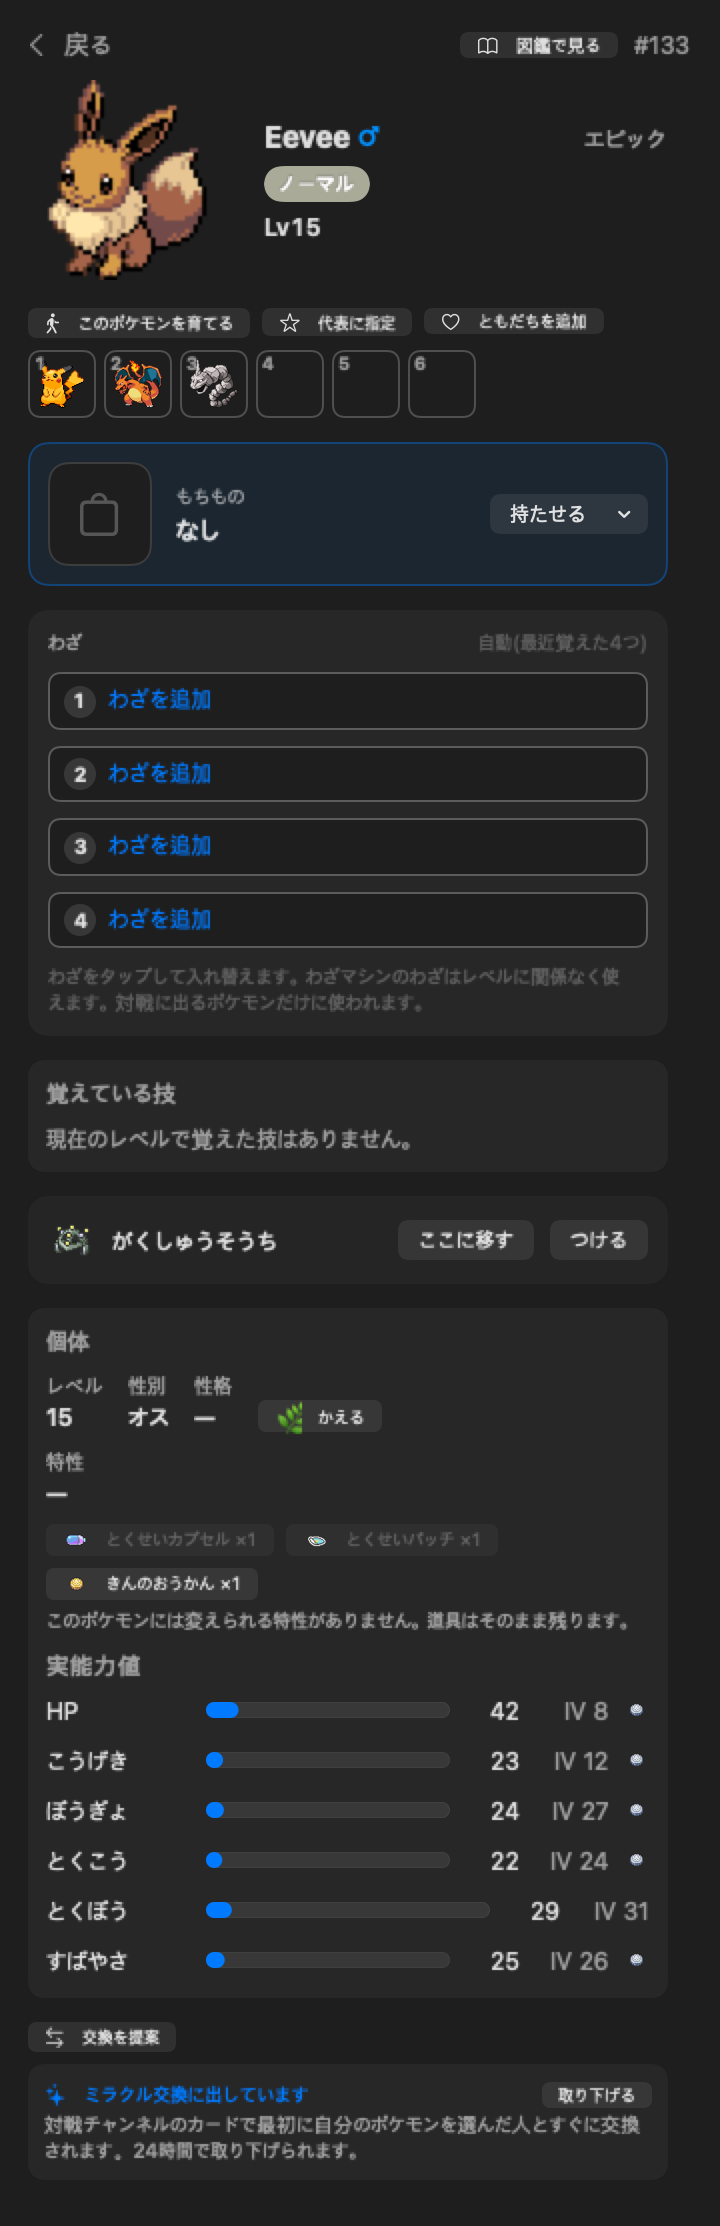 戻る
図鑑で見る #133
Eevee ♂
エピック
ノーマル
Lv15
このポケモンを育てる 代表に指定 ともだちを追加
1 2 3 4 5 6
もちもの
なし
持たせる
わざ 自動(最近覚えた4つ)
1 わざを追加
2 わざを追加
3 わざを追加
4 わざを追加
わざをタップして入れ替えます。わざマシンのわざはレベルに関係なく使
えます。対戦に出るポケモンだけに使われます。
覚えている技
現在のレベルで覚えた技はありません。
がくしゅうそうち ここに移す つける
個体
レベル 性別 性格
15 オス — かえる
特性
—
とくせいカプセル ×1 とくせいパッチ ×1
きんのおうかん ×1
このポケモンには変えられる特性がありません。道具はそのまま残ります。
実能力値
HP 42 IV 8
こうげき 23 IV 12
ぼうぎょ 24 IV 27
とくこう 22 IV 24
とくぼう 29 IV 31
すばやさ 25 IV 26
交換を提案
ミラクル交換に出しています 取り下げる
対戦チャンネルのカードで最初に自分のポケモンを選んだ人とすぐに交換
されます。24時間で取り下げられます。